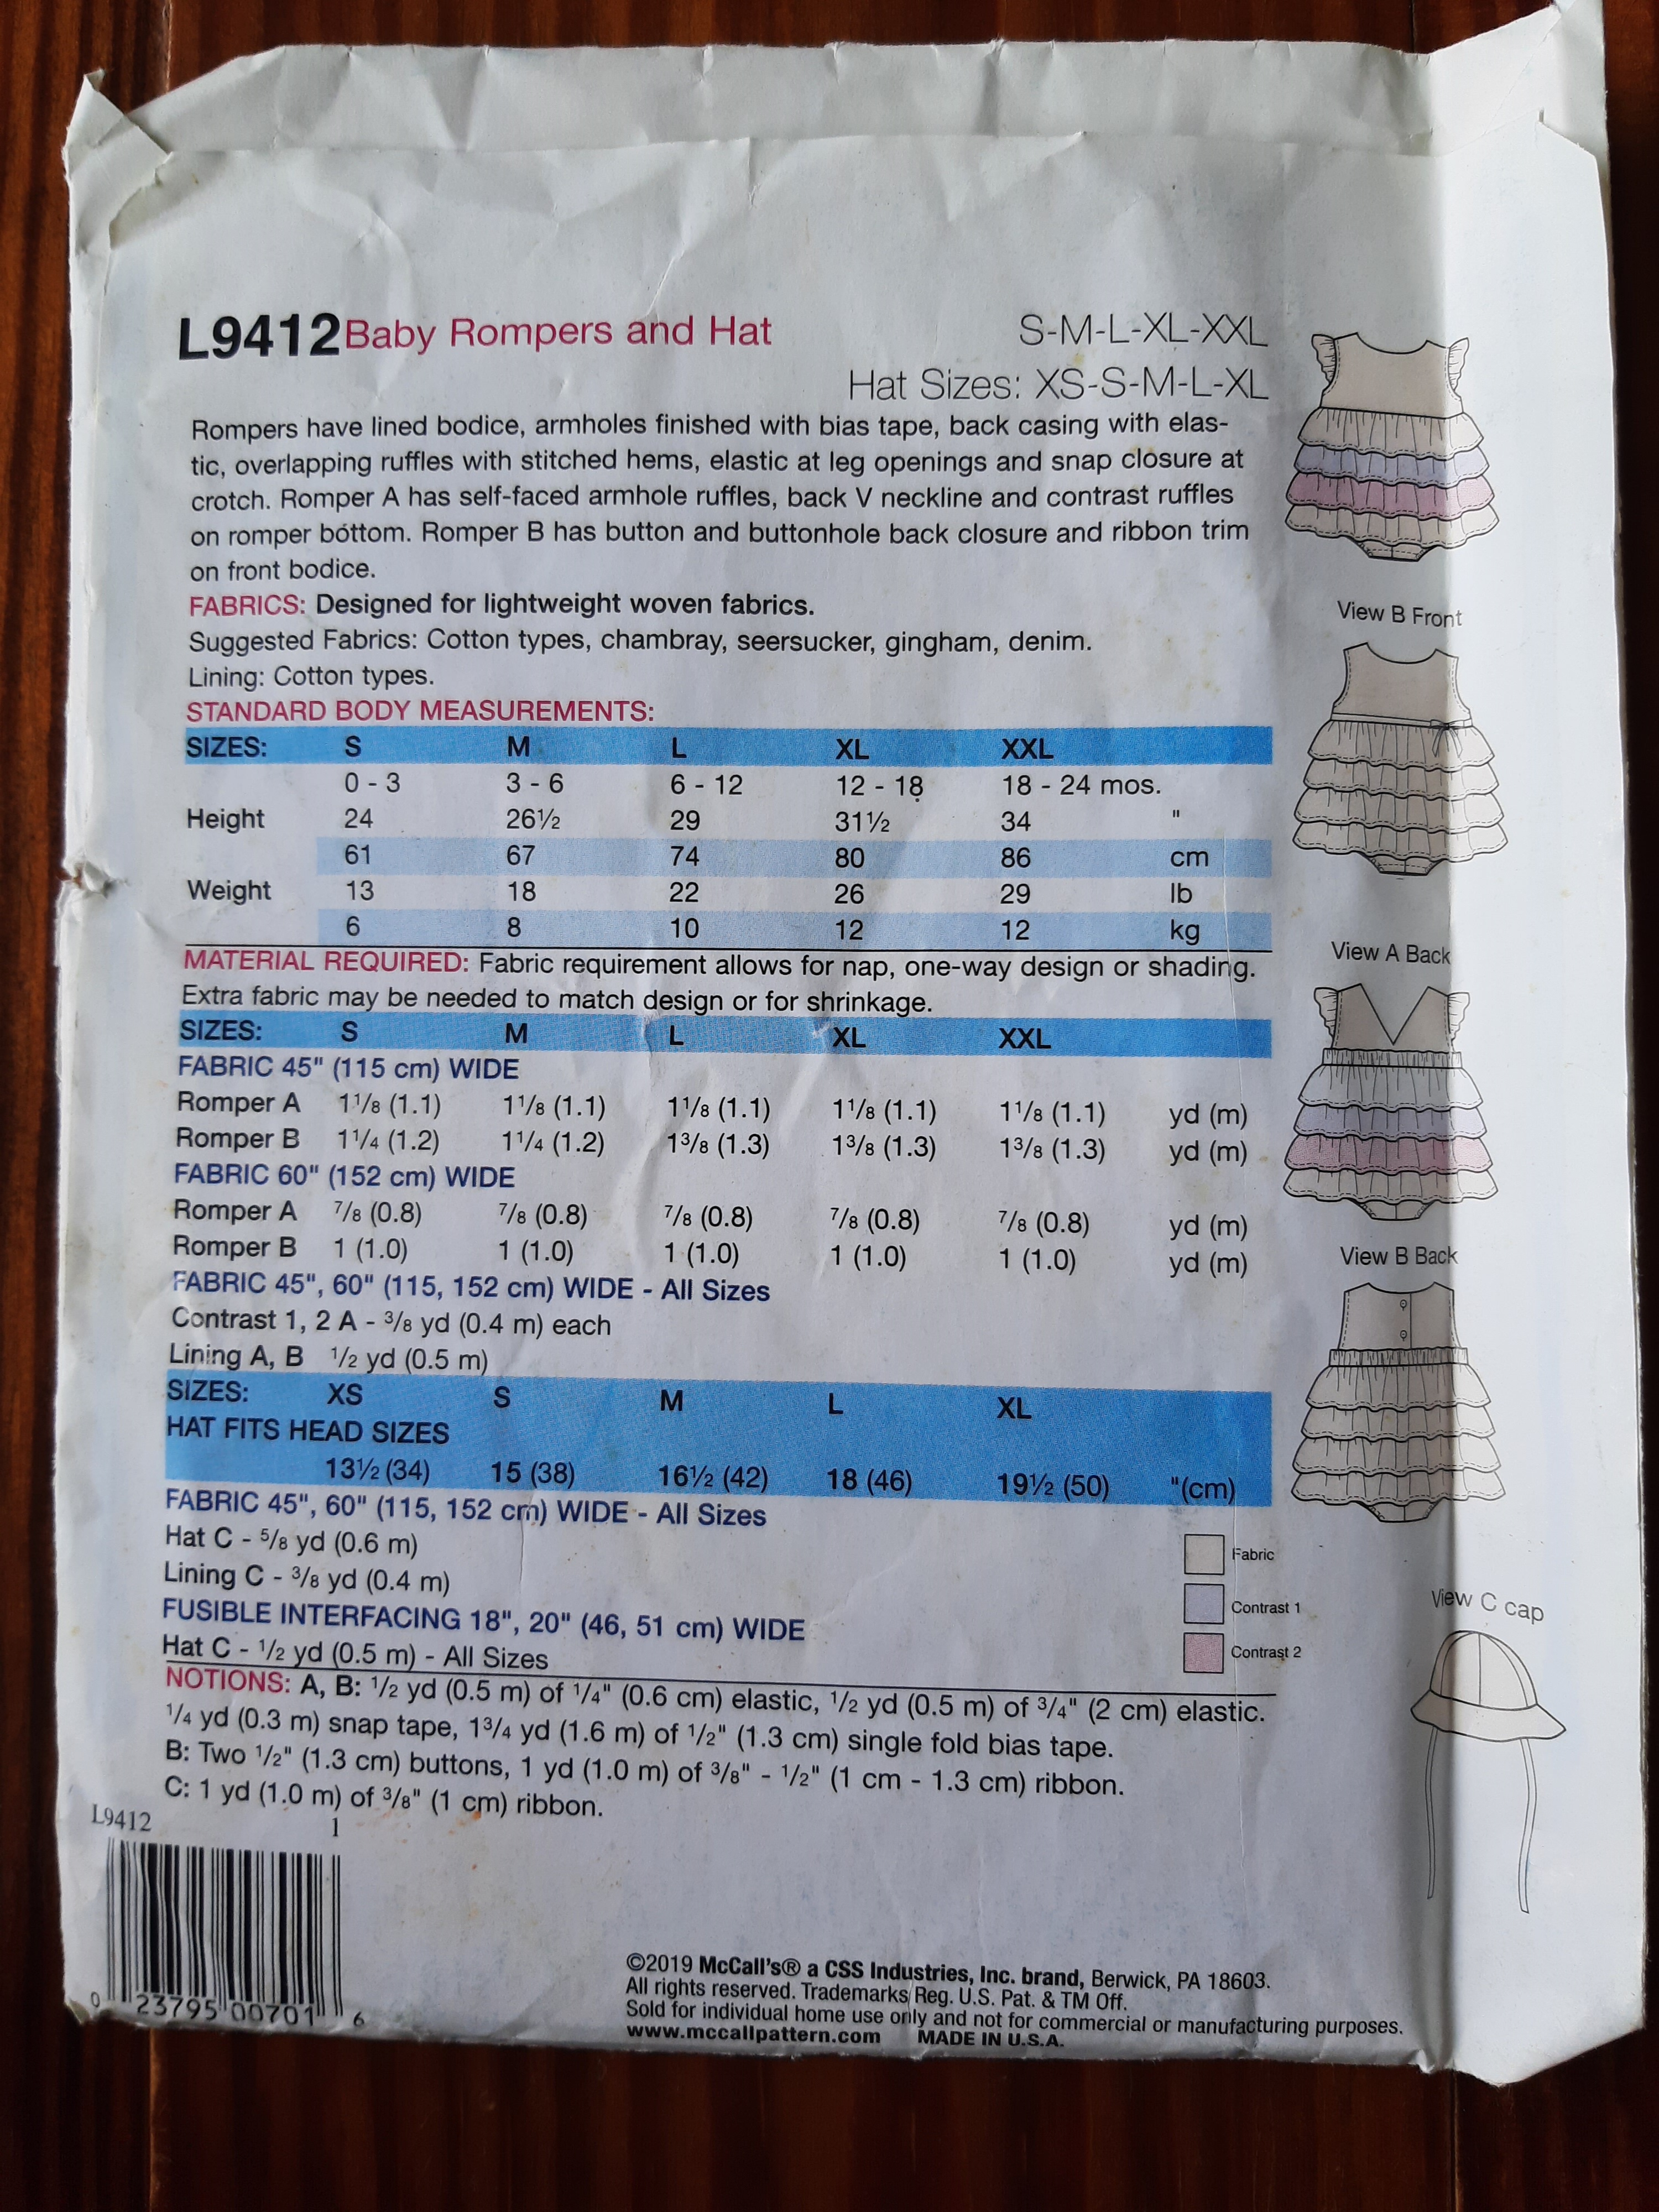 L9412 Baby Rompers and Hat S-M-L-XL-XXL
Hat Sizes: XS-S-M-L-XL
Rompers have lined bodice, armholes finished with bias tape, back casing with elas-
tic, overlapping ruffles with stitched hems, elastic at leg openings and snap closure at
crotch. Romper A has self-faced armhole ruffles, back V neckline and contrast ruffles
on romper bottom. Romper B has button and buttonhole back closure and ribbon trim
on front bodice.
FABRICS: Designed for lightweight woven fabrics.
Suggested Fabrics: Cotton types, chambray, seersucker, gingham, denim.
Lining: Cotton types.
STANDARD BODY MEASUREMENTS:
SIZES: S M L XL XXL
0 - 3 3 - 6 6 - 12 12 - 18 18 - 24 mos.
Height 24 26½ 29 31½ 34 "
61 67 74 80 86 cm
Weight 13 18 22 26 29 lb
6 8 10 12 12 kg
MATERIAL REQUIRED: Fabric requirement allows for nap, one-way design or shading.
Extra fabric may be needed to match design or for shrinkage.
SIZES: S M L XL XXL
FABRIC 45" (115 cm) WIDE
Romper A 1⅛ (1.1) 1⅛ (1.1) 1⅛ (1.1) 1⅛ (1.1) 1⅛ (1.1) yd (m)
Romper B 1¼ (1.2) 1¼ (1.2) 1⅜ (1.3) 1⅜ (1.3) 1⅜ (1.3) yd (m)
FABRIC 60" (152 cm) WIDE
Romper A ⅞ (0.8) ⅞ (0.8) ⅞ (0.8) ⅞ (0.8) ⅞ (0.8) yd (m)
Romper B 1 (1.0) 1 (1.0) 1 (1.0) 1 (1.0) 1 (1.0) yd (m)
FABRIC 45", 60" (115, 152 cm) WIDE - All Sizes
Contrast 1, 2 A - ⅜ yd (0.4 m) each
Lining A, B ½ yd (0.5 m)
SIZES: XS S M L XL
HAT FITS HEAD SIZES
13½ (34) 15 (38) 16½ (42) 18 (46) 19½ (50) "(cm)
FABRIC 45", 60" (115, 152 cm) WIDE - All Sizes
Hat C - ⅝ yd (0.6 m)
Lining C - ⅜ yd (0.4 m)
FUSIBLE INTERFACING 18", 20" (46, 51 cm) WIDE
Hat C - ½ yd (0.5 m) - All Sizes
NOTIONS: A, B: ½ yd (0.5 m) of ¼" (0.6 cm) elastic, ½ yd (0.5 m) of ¾" (2 cm) elastic.
¼ yd (0.3 m) snap tape, 1¾ yd (1.6 m) of ½" (1.3 cm) single fold bias tape.
B: Two ½" (1.3 cm) buttons, 1 yd (1.0 m) of ⅜" - ½" (1 cm - 1.3 cm) ribbon.
C: 1 yd (1.0 m) of ⅜" (1 cm) ribbon.
View B Front
View A Back
View B Back
Fabric
Contrast 1
Contrast 2
View C cap
L9412 1
0 23795 00701 6
©2019 McCall's® a CSS Industries, Inc. brand, Berwick, PA 18603.
All rights reserved. Trademarks Reg. U.S. Pat. & TM Off.
Sold for individual home use only and not for commercial or manufacturing purposes.
www.mccallpattern.com MADE IN U.S.A.